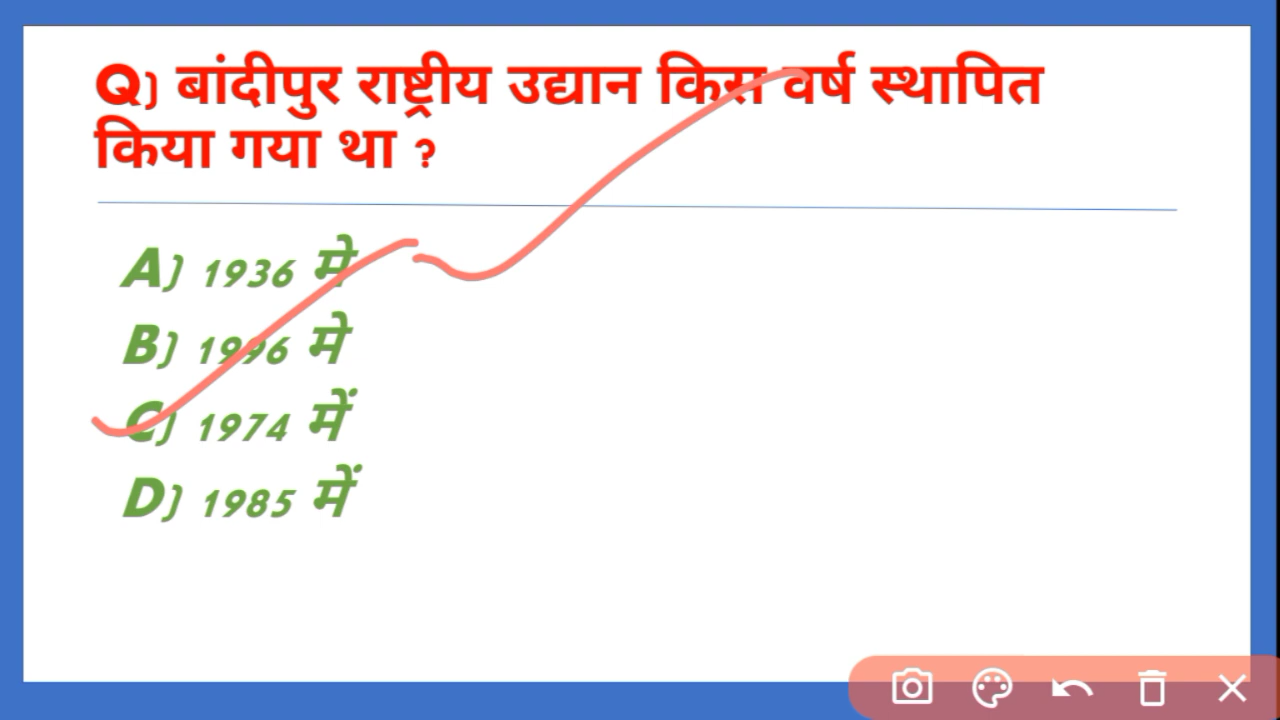 Q) बांदीपुर राष्ट्रीय उद्यान किस वर्ष स्थापित
किया गया था ?
A) 1936 मे
B) 1996 मे
C) 1974 में
D) 1985 में